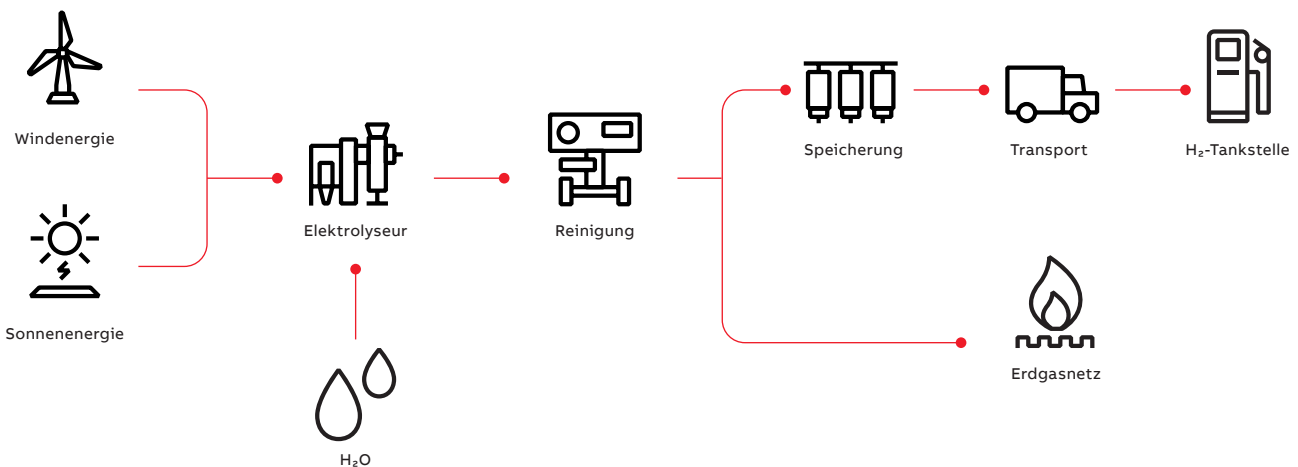 Windenergie
Sonnenenergie
Elektrolyseur
H₂O
Reinigung
Speicherung
Transport
H₂-Tankstelle
Erdgasnetz